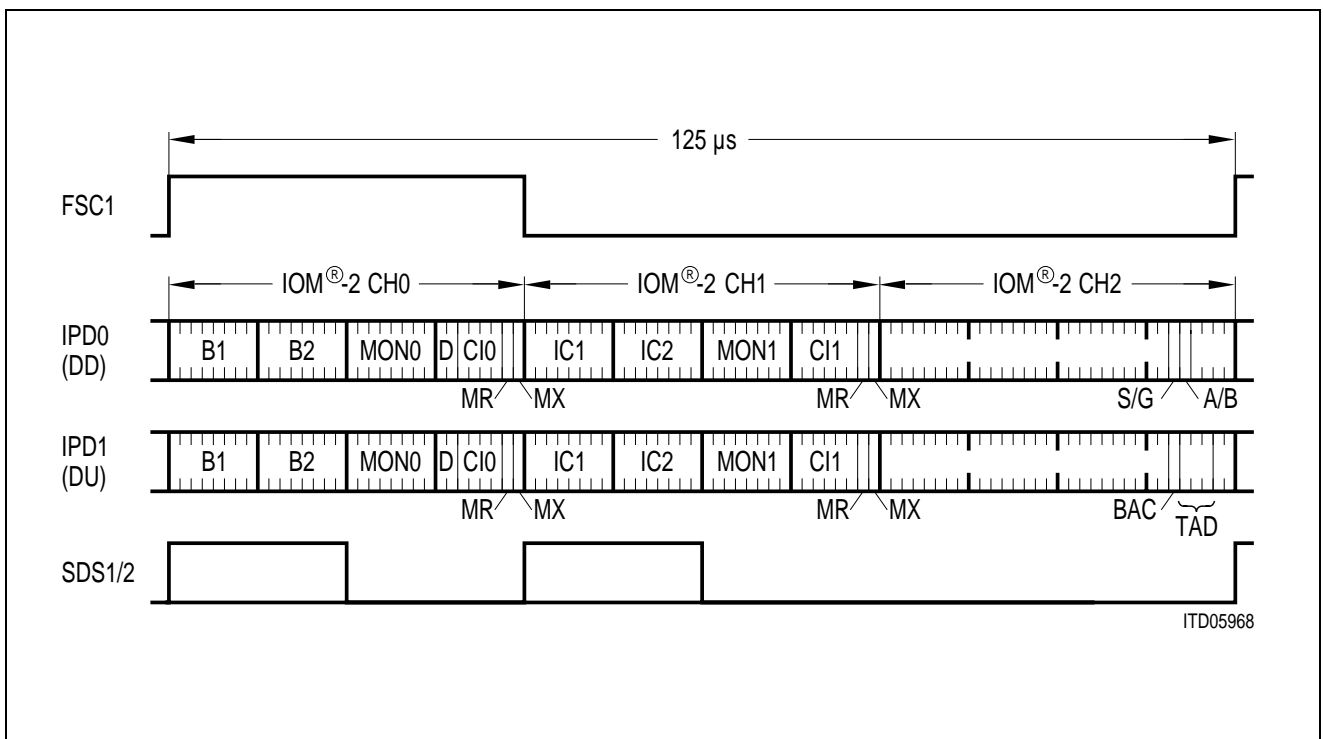 125 µs
FSC1
IOM®-2 CH0 IOM®-2 CH1 IOM®-2 CH2
IPD0
(DD)
B1 B2 MON0 D CI0 IC1 IC2 MON1 CI1
MR MX MR MX S/G A/B
IPD1
(DU)
B1 B2 MON0 D CI0 IC1 IC2 MON1 CI1
MR MX MR MX BAC TAD
SDS1/2
ITD05968